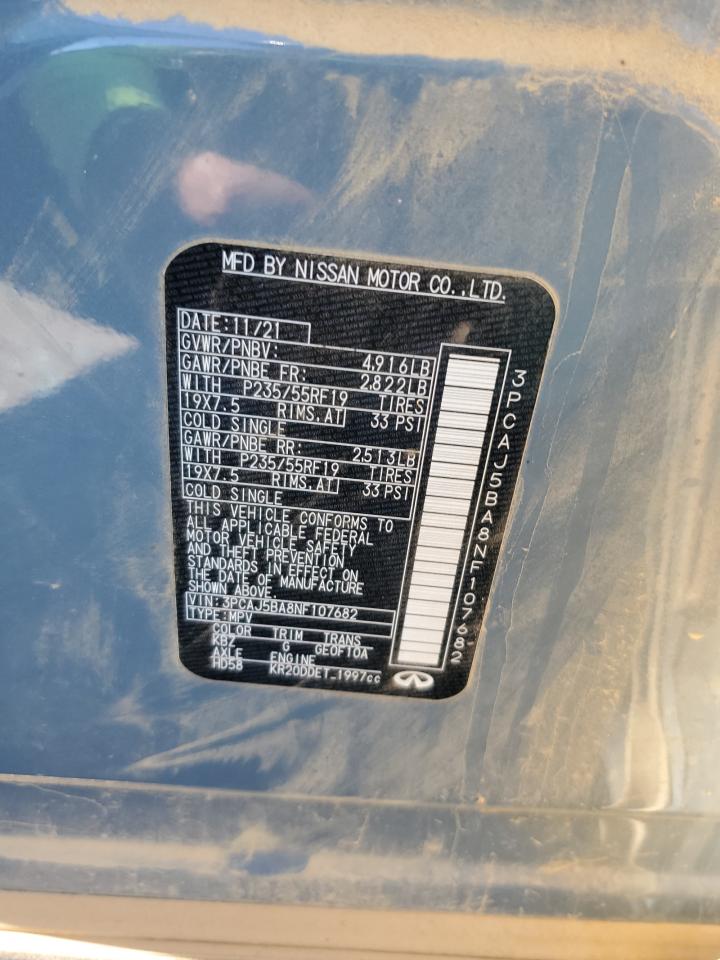 MFD BY NISSAN MOTOR CO.,LTD.
DATE:11/21
GVWR/PNBV: 4,916LB
GAWR/PNBE FR: 2,822LB
WITH P235/55RF19 TIRES
19X7.5 RIMS,AT 33 PSI
COLD SINGLE
GAWR/PNBE RR: 2,513LB
WITH P235/55RF19 TIRES
19X7.5 RIMS,AT 33 PSI
COLD SINGLE
THIS VEHICLE CONFORMS TO
ALL APPLICABLE FEDERAL
MOTOR VEHICLE SAFETY
AND THEFT PREVENTION
STANDARDS IN EFFECT ON
THE DATE OF MANUFACTURE
SHOWN ABOVE.
VIN:3PCAJ5BA8NF107682
TYPE:MPV
COLOR TRIM TRANS
KBZ G GEOF10A
AXLE ENGINE
HD58 KR20DDET-1997cc
3PCAJ5BA8NF107682